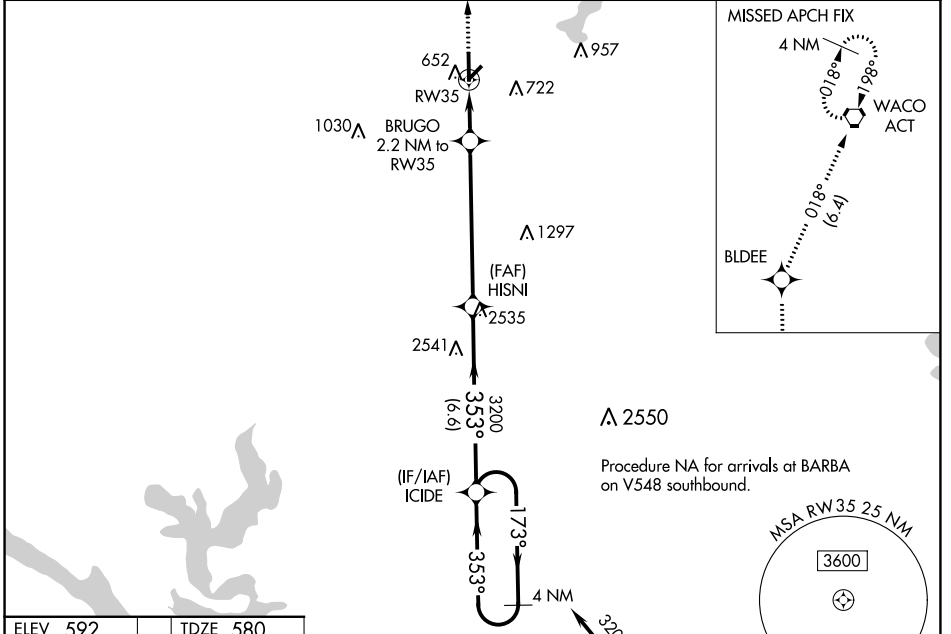 MISSED APCH FIX
4 NM
018°
198°
WACO
ACT
018°
(6.4)
BLDEE
957
652
RW35
722
1030
BRUGO
2.2 NM to
RW35
1297
(FAF)
HISNI
2535
2541
3200
353°
(6.6)
2550
Procedure NA for arrivals at BARBA
on V548 southbound.
(IF/IAF)
ICIDE
173°
353°
4 NM
MSA RW35 25 NM
3600
ELEV 592
TDZE 580